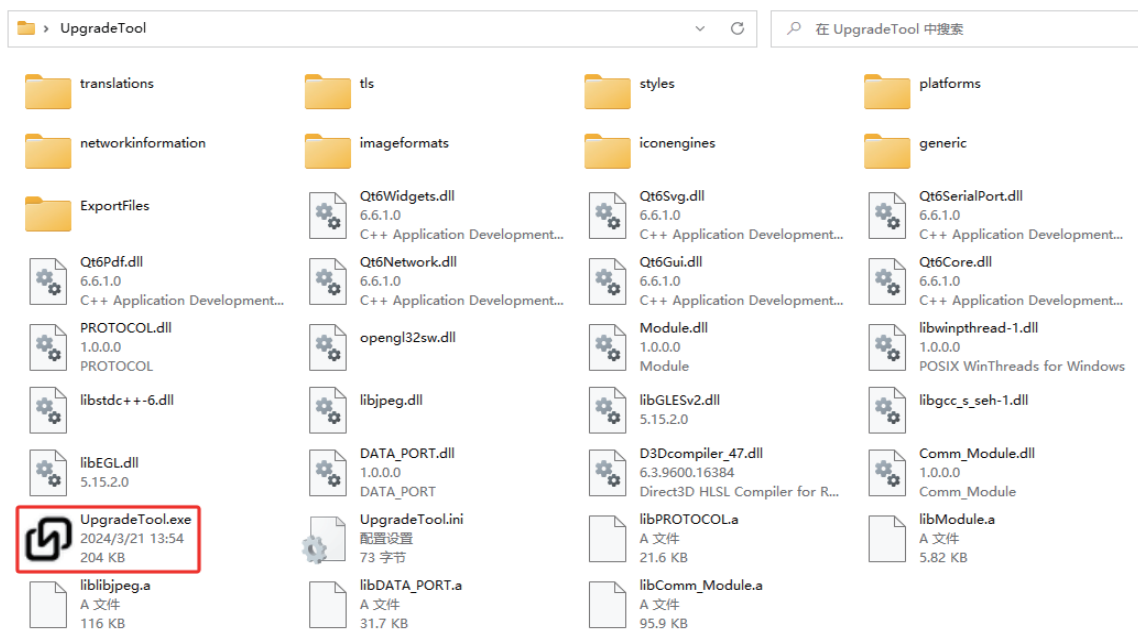 UpgradeTool
在 UpgradeTool 中搜索
translations
tls
styles
platforms
networkinformation
imageformats
iconengines
generic
ExportFiles
Qt6Widgets.dll
6.6.1.0
C++ Application Development...
Qt6Svg.dll
6.6.1.0
C++ Application Development...
Qt6SerialPort.dll
6.6.1.0
C++ Application Development...
Qt6Pdf.dll
6.6.1.0
C++ Application Development...
Qt6Network.dll
6.6.1.0
C++ Application Development...
Qt6Gui.dll
6.6.1.0
C++ Application Development...
Qt6Core.dll
6.6.1.0
C++ Application Development...
PROTOCOL.dll
1.0.0.0
PROTOCOL
opengl32sw.dll
Module.dll
1.0.0.0
Module
libwinpthread-1.dll
1.0.0.0
POSIX WinThreads for Windows
libstdc++-6.dll
libjpeg.dll
libGLESv2.dll
5.15.2.0
libgcc_s_seh-1.dll
libEGL.dll
5.15.2.0
DATA_PORT.dll
1.0.0.0
DATA_PORT
D3Dcompiler_47.dll
6.3.9600.16384
Direct3D HLSL Compiler for R...
Comm_Module.dll
1.0.0.0
Comm_Module
UpgradeTool.exe
2024/3/21 13:54
204 KB
UpgradeTool.ini
配置设置
73 字节
libPROTOCOL.a
A 文件
21.6 KB
libModule.a
A 文件
5.82 KB
liblibjpeg.a
A 文件
116 KB
libDATA_PORT.a
A 文件
31.7 KB
libComm_Module.a
A 文件
95.9 KB